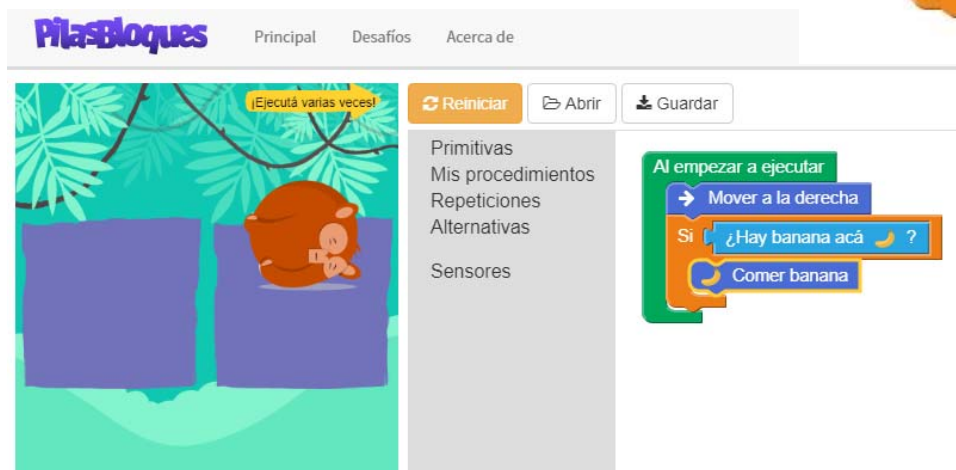 PilasBloques Principal Desafíos Acerca de
¡Ejecutá varias veces!
Reiniciar Abrir Guardar
Primitivas
Mis procedimientos
Repeticiones
Alternativas
Sensores
Al empezar a ejecutar
Mover a la derecha
Si ¿Hay banana acá ?
Comer banana